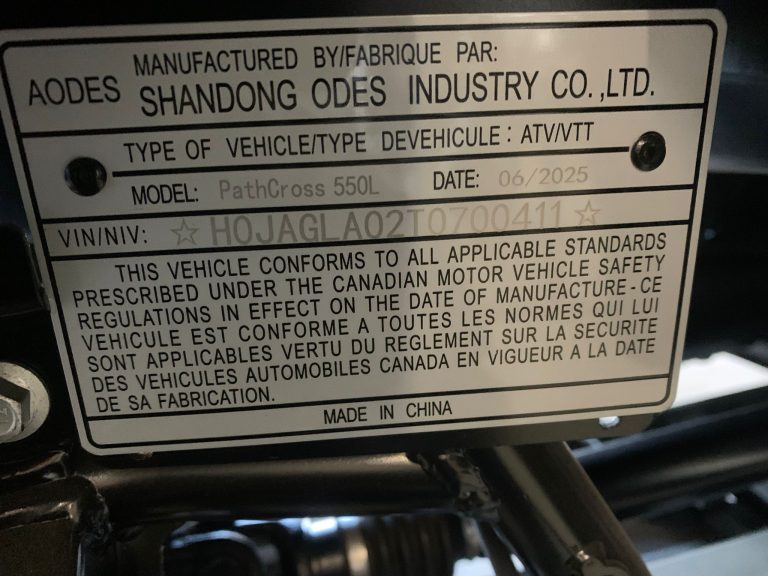 MANUFACTURED BY/FABRIQUE PAR:
AODES SHANDONG ODES INDUSTRY CO.,LTD.
TYPE OF VEHICLE/TYPE DEVEHICULE : ATV/VTT
MODEL: PathCross 550L DATE: 06/2025
VIN/NIV: ☆ H0JAGLA02T0700411 ☆
THIS VEHICLE CONFORMS TO ALL APPLICABLE STANDARDS
PRESCRIBED UNDER THE CANADIAN MOTOR VEHICLE SAFETY
REGULATIONS IN EFFECT ON THE DATE OF MANUFACTURE - CE
VEHICULE EST CONFORME A TOUTES LES NORMES QUI LUI
SONT APPLICABLES VERTU DU REGLEMENT SUR LA SECURITE
DES VEHICULES AUTOMOBILES CANADA EN VIGUEUR A LA DATE
DE SA FABRICATION.
MADE IN CHINA